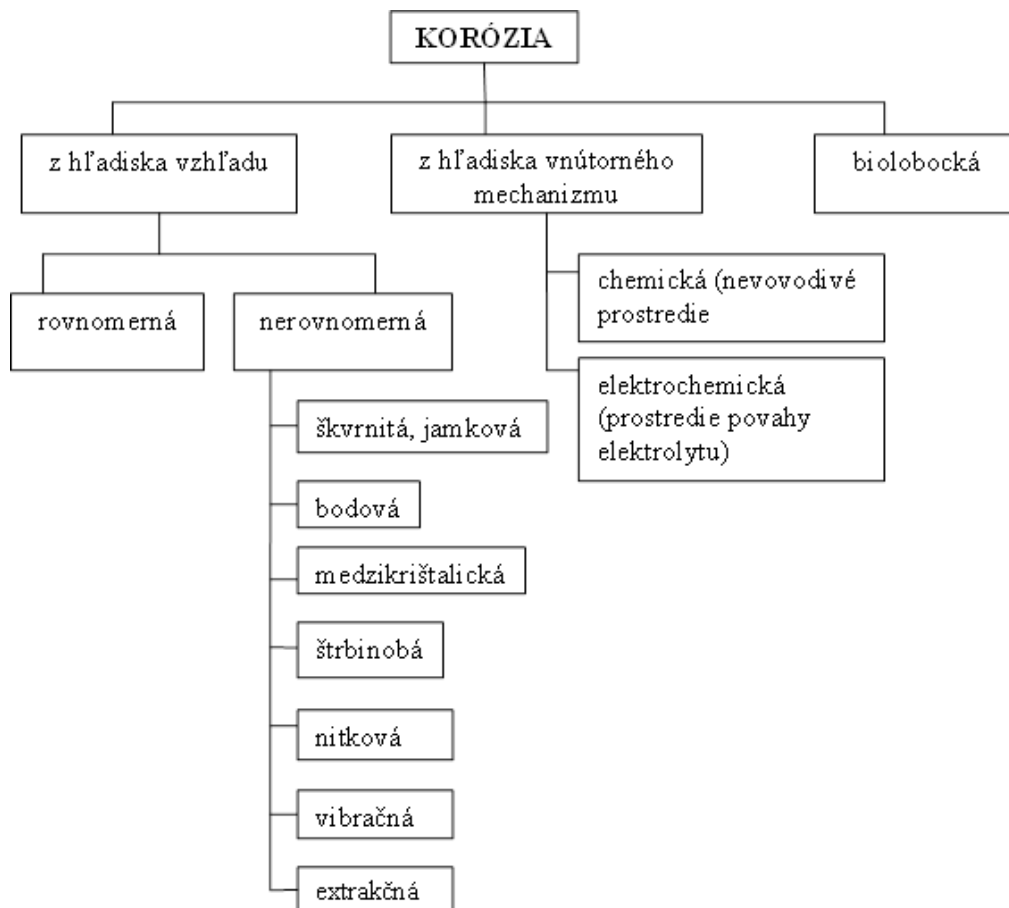 KORÓZIA
z hľadiska vzhľadu
z hľadiska vnútorného
mechanizmu
biolobocká
rovnomerná
nerovnomerná
chemická (nevovodivé
prostredie
elektrochemická
(prostredie povahy
elektrolytu)
škvrnitá, jamková
bodová
medzikrištalická
štrbinobá
nitková
vibračná
extrakčná